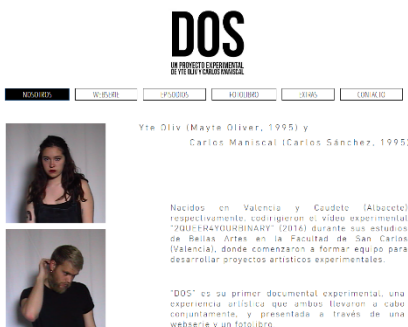 DOS
UN PROYECTO EXPERIMENTAL
DE YTE OLIV Y CARLOS MANISCAL
NOSOTROS WEBSERIE EPISODIOS FOTOLIBRO EXTRAS CONTACTO
Yte Oliv (Mayte Oliver, 1995) y
Carlos Maniscal (Carlos Sánchez, 1995)
Nacidos en Valencia y Caudete (Albacete)
respectivamente, codirigieron el vídeo experimental
"2QUEER4YOURBINARY" (2016) durante sus estudios
de Bellas Artes en la Facultad de San Carlos
(Valencia), donde comenzaron a formar equipo para
desarrollar proyectos artísticos experimentales.
"DOS" es su primer documental experimental, una
experiencia artística que ambos llevaron a cabo
conjuntamente, y presentada a través de una
webserie y un fotolibro